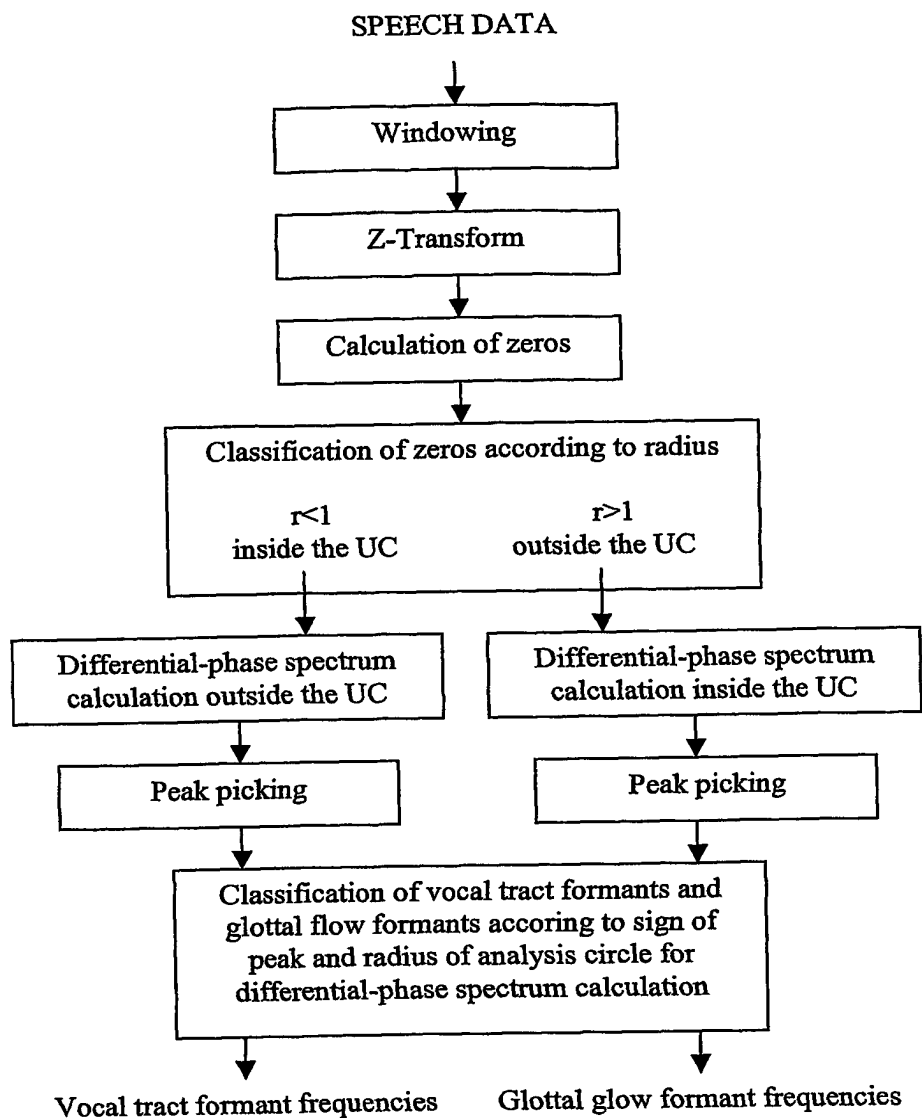 SPEECH DATA
Windowing
Z-Transform
Calculation of zeros
Classification of zeros according to radius
r<1
inside the UC
r>1
outside the UC
Differential-phase spectrum
calculation outside the UC
Differential-phase spectrum
calculation inside the UC
Peak picking
Peak picking
Classification of vocal tract formants and
glottal flow formants accoring to sign of
peak and radius of analysis circle for
differential-phase spectrum calculation
Vocal tract formant frequencies
Glottal glow formant frequencies